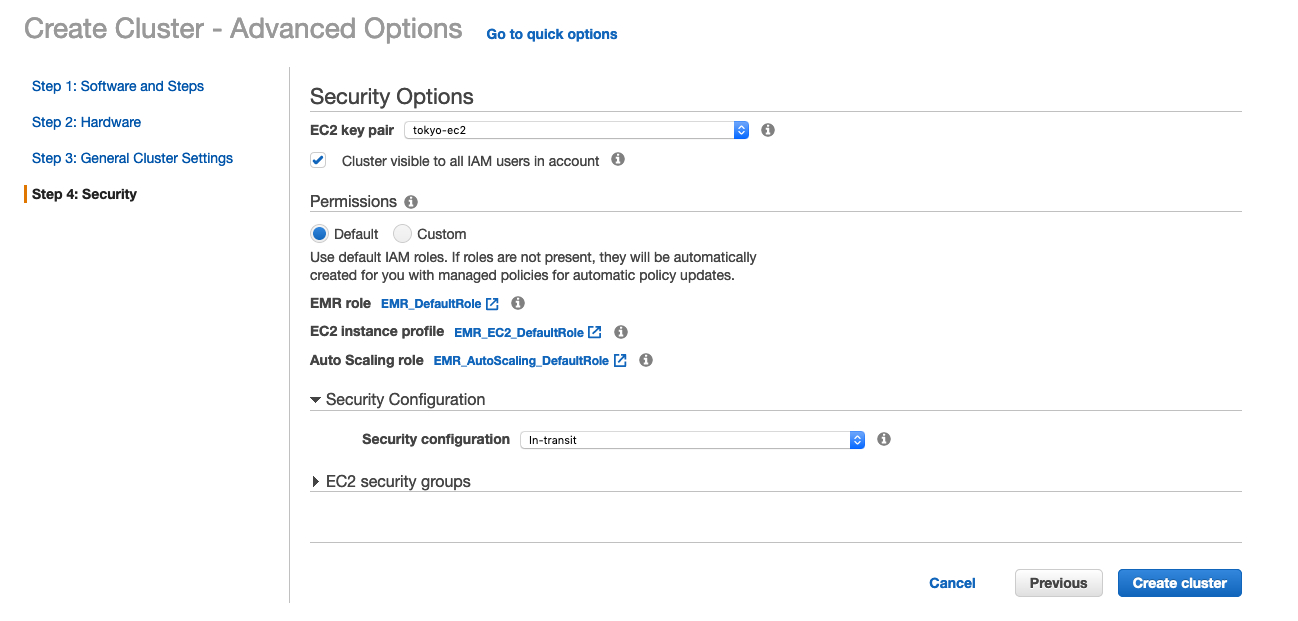 Create Cluster - Advanced Options Go to quick options
Step 1: Software and Steps
Step 2: Hardware
Step 3: General Cluster Settings
Step 4: Security
Security Options
EC2 key pair tokyo-ec2
Cluster visible to all IAM users in account
Permissions
Default Custom
Use default IAM roles. If roles are not present, they will be automatically
created for you with managed policies for automatic policy updates.
EMR role EMR_DefaultRole
EC2 instance profile EMR_EC2_DefaultRole
Auto Scaling role EMR_AutoScaling_DefaultRole
Security Configuration
Security configuration In-transit
EC2 security groups
Cancel Previous Create cluster